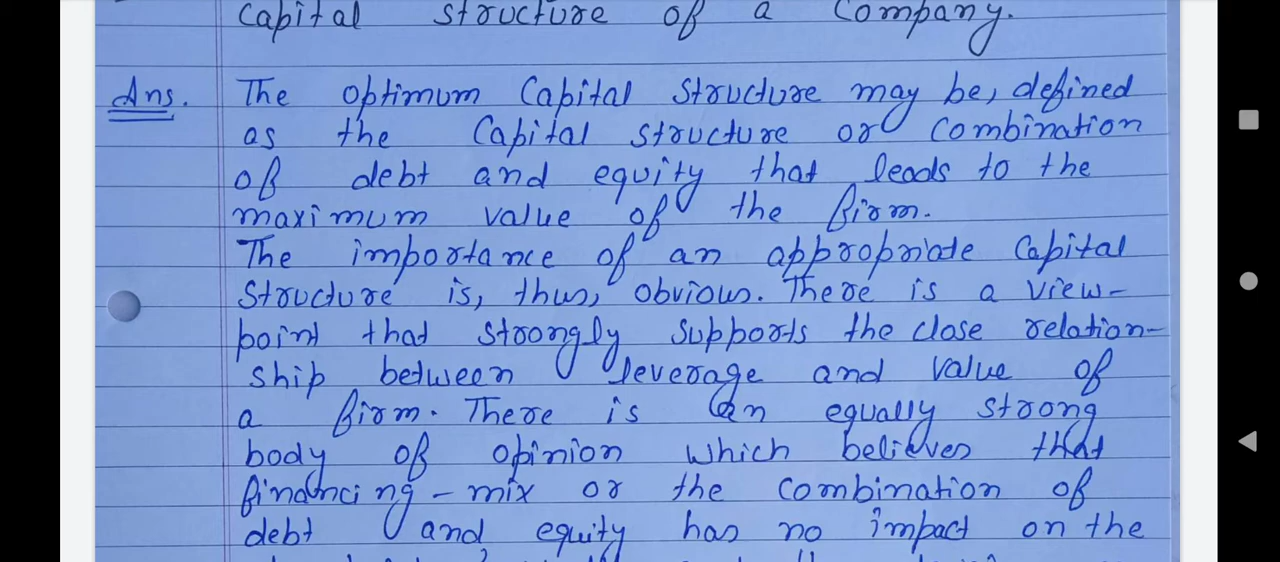 Capital structure of a Company.
Ans. The optimum Capital Structure may be, defined
as the Capital structure or combination
of debt and equity that leads to the
maximum value of the firm.
The importance of an appropriate Capital
Structure is, thus, obvious. There is a view-
point that strongly supports the close relation-
ship between leverage and value of
a firm. There is an equally strong
body of opinion which believes that
financing-mix or the combination of
debt and equity has no impact on the